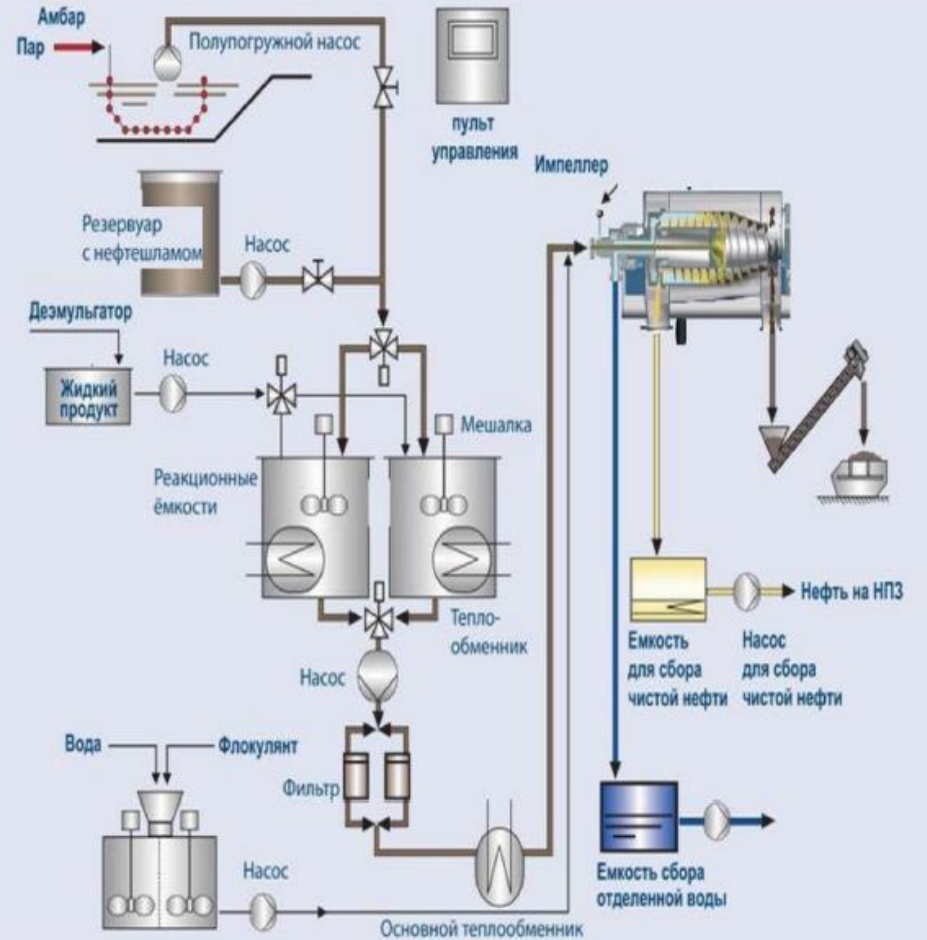 Амбар
Пар
Полупогружной насос
пульт
управления
Импеллер
Резервуар
с нефтешламом
Насос
Деэмульгатор
Насос
Жидкий
продукт
Мешалка
Реакционные
ёмкости
Тепло-
обменник
Нефть на НПЗ
Емкость
для сбора
чистой нефти
Насос
для сбора
чистой нефти
Насос
Вода
Флокулянт
Фильтр
Насос
Емкость сбора
отделенной воды
Основной теплообменник